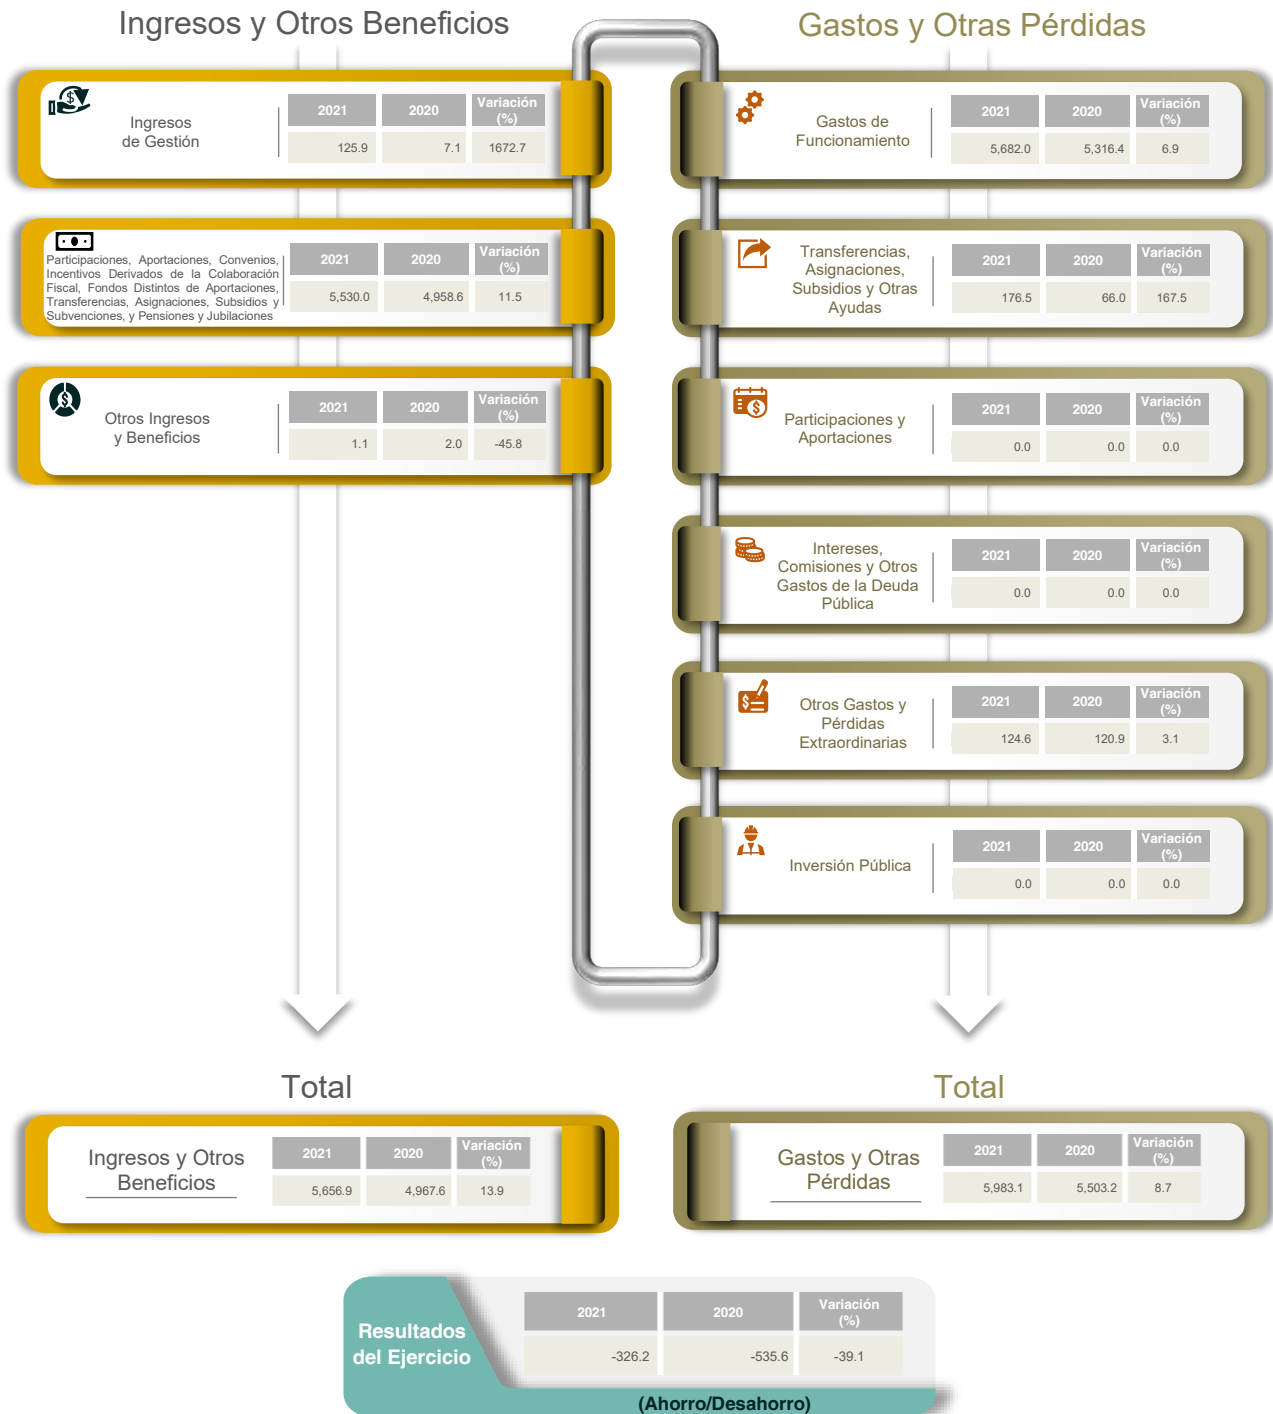 Ingresos y Otros Beneficios
Ingresos
de Gestión
2021 2020 Variación (%)
125.9 7.1 1672.7
Participaciones, Aportaciones, Convenios,
Incentivos Derivados de la Colaboración
Fiscal, Fondos Distintos de Aportaciones,
Transferencias, Asignaciones, Subsidios y
Subvenciones, y Pensiones y Jubilaciones
2021 2020 Variación (%)
5,530.0 4,958.6 11.5
Otros Ingresos
y Beneficios
2021 2020 Variación (%)
1.1 2.0 -45.8
Total
Ingresos y Otros
Beneficios
2021 2020 Variación (%)
5,656.9 4,967.6 13.9
Gastos y Otras Pérdidas
Gastos de
Funcionamiento
2021 2020 Variación (%)
5,682.0 5,316.4 6.9
Transferencias,
Asignaciones,
Subsidios y Otras
Ayudas
2021 2020 Variación (%)
176.5 66.0 167.5
Participaciones y
Aportaciones
2021 2020 Variación (%)
0.0 0.0 0.0
Intereses,
Comisiones y Otros
Gastos de la Deuda
Pública
2021 2020 Variación (%)
0.0 0.0 0.0
Otros Gastos y
Pérdidas
Extraordinarias
2021 2020 Variación (%)
124.6 120.9 3.1
Inversión Pública
2021 2020 Variación (%)
0.0 0.0 0.0
Total
Gastos y Otras
Pérdidas
2021 2020 Variación (%)
5,983.1 5,503.2 8.7
Resultados
del Ejercicio
2021 2020 Variación (%)
-326.2 -535.6 -39.1
(Ahorro/Desahorro)